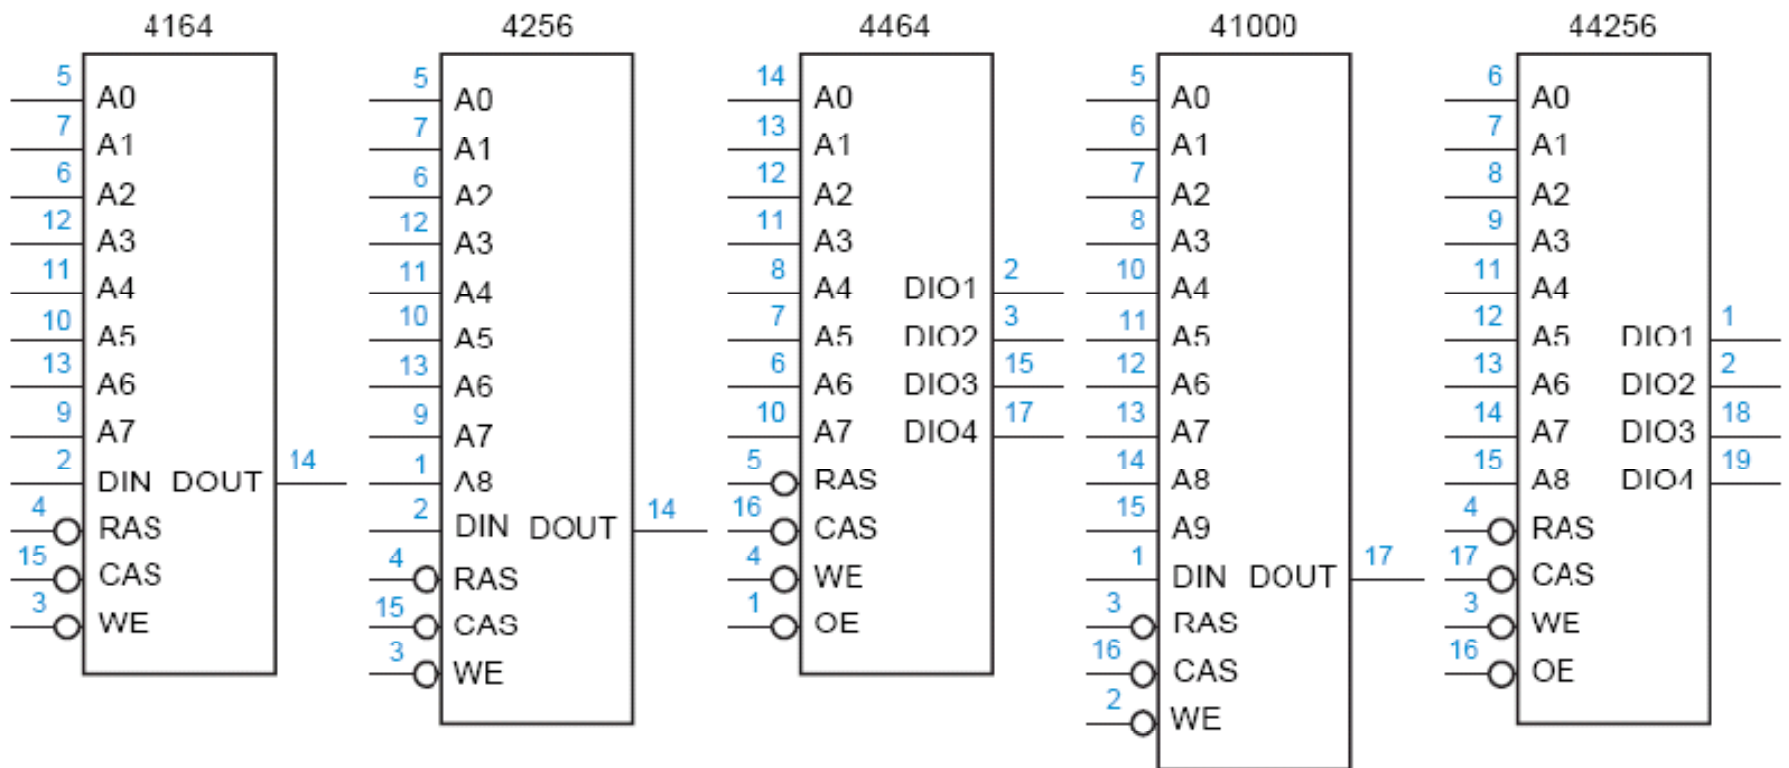 4164
5 A0
7 A1
6 A2
12 A3
11 A4
10 A5
13 A6
9 A7
2 DIN DOUT 14
4 RAS
15 CAS
3 WE
4256
5 A0
7 A1
6 A2
12 A3
11 A4
10 A5
13 A6
9 A7
1 A8
2 DIN DOUT 14
4 RAS
15 CAS
3 WE
4464
14 A0
13 A1
12 A2
11 A3
8 A4 DIO1 2
7 A5 DIO2 3
6 A6 DIO3 15
10 A7 DIO4 17
5 RAS
16 CAS
4 WE
1 OE
41000
5 A0
6 A1
7 A2
8 A3
10 A4
11 A5
12 A6
13 A7
14 A8
15 A9
1 DIN DOUT 17
3 RAS
16 CAS
2 WE
44256
6 A0
7 A1
8 A2
9 A3
11 A4
12 A5 DIO1 1
13 A6 DIO2 2
14 A7 DIO3 18
15 A8 DIO4 19
4 RAS
17 CAS
3 WE
16 OE